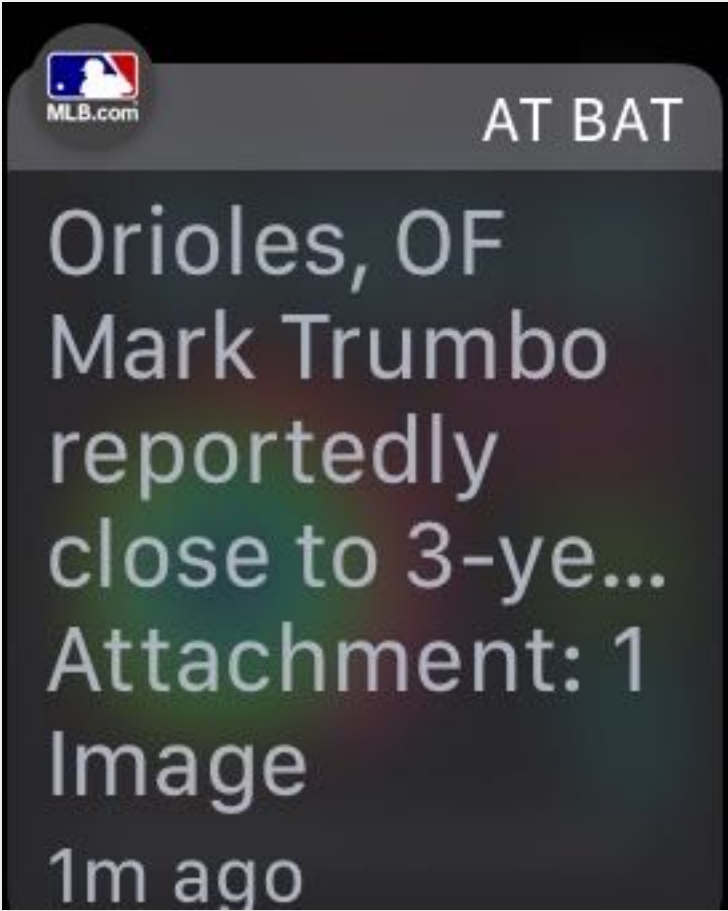 MLB.com
AT BAT
Orioles, OF
Mark Trumbo
reportedly
close to 3-ye...
Attachment: 1
Image
1m ago